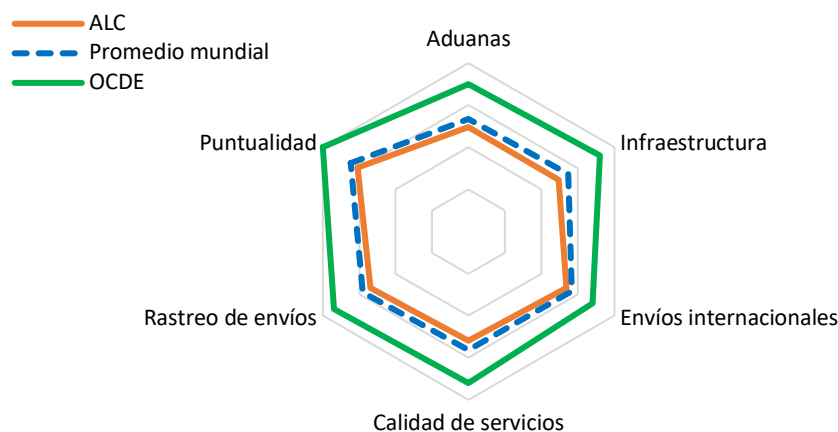 ALC
Promedio mundial
OCDE
Aduanas
Puntualidad
Infraestructura
Rastreo de envíos
Envíos internacionales
Calidad de servicios